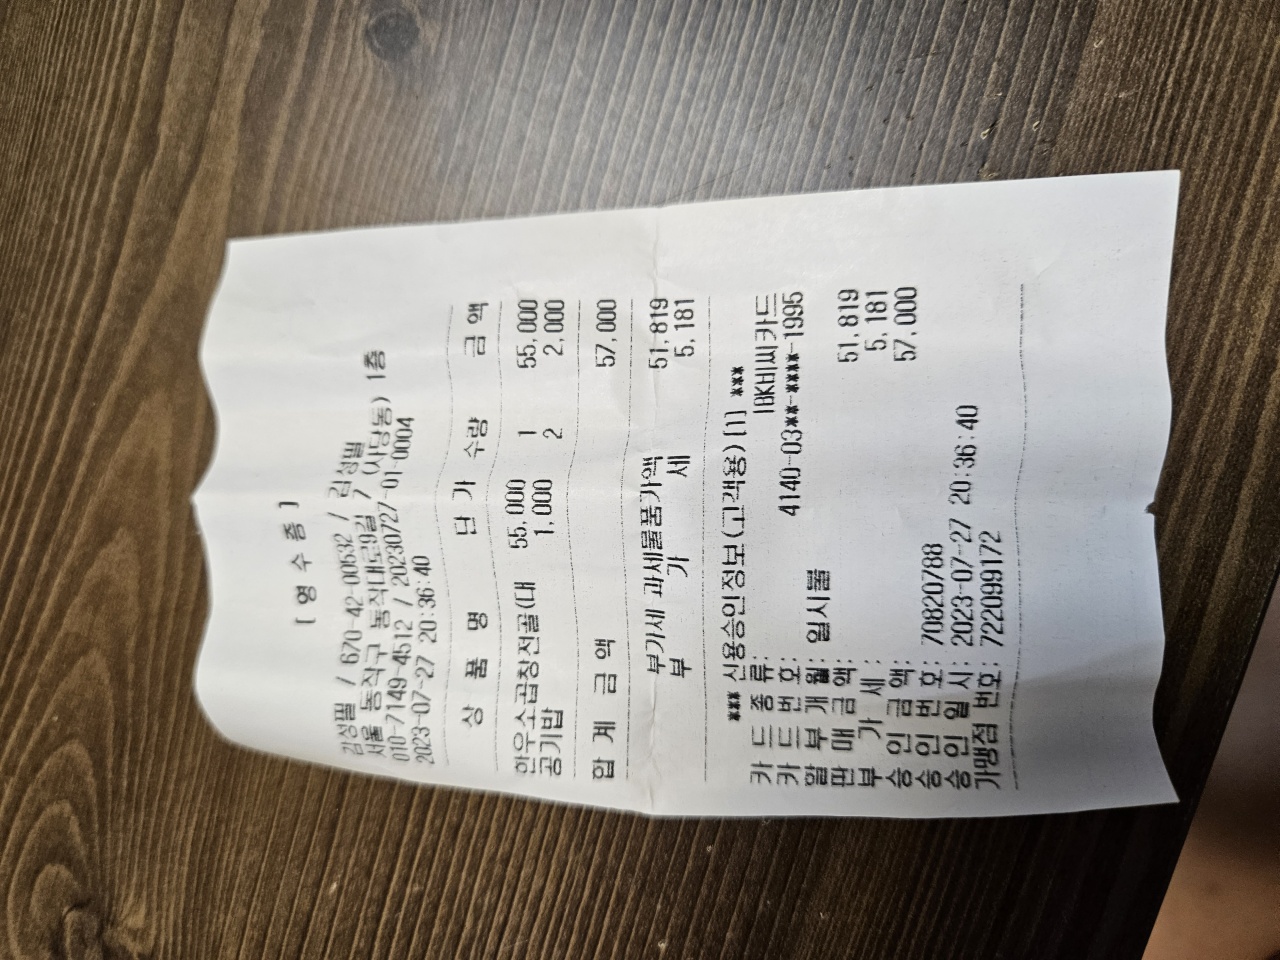 [ 영 수 증 ]
김성필 / 670-42-00532 / 김성필
서울 동작구 동작대로9길 7 (사당동) 1층
010-7149-4512 / 20230727-01-0004
2023-07-27 20:36:40
상 품 명 단 가 수량 금 액
한우소곱창전골(대 55,000 1 55,000
공기밥 1,000 2 2,000
합 계 금 액 57,000
부가세 과세물품가액 51,819
부 가 세 5,181
*** 신용승인정보(고객용)[1] ***
카 드 종 류: IBK비씨카드
카 드 번 호: 4140-03**-****-1995
할 부 개 월: 일시불
판 매 금 액: 51,819
부 가 세 : 5,181
승 인 금 액: 57,000
승 인 번 호: 70820788
승 인 일 시: 2023-07-27 20:36:40
가맹점 번호: 722099172